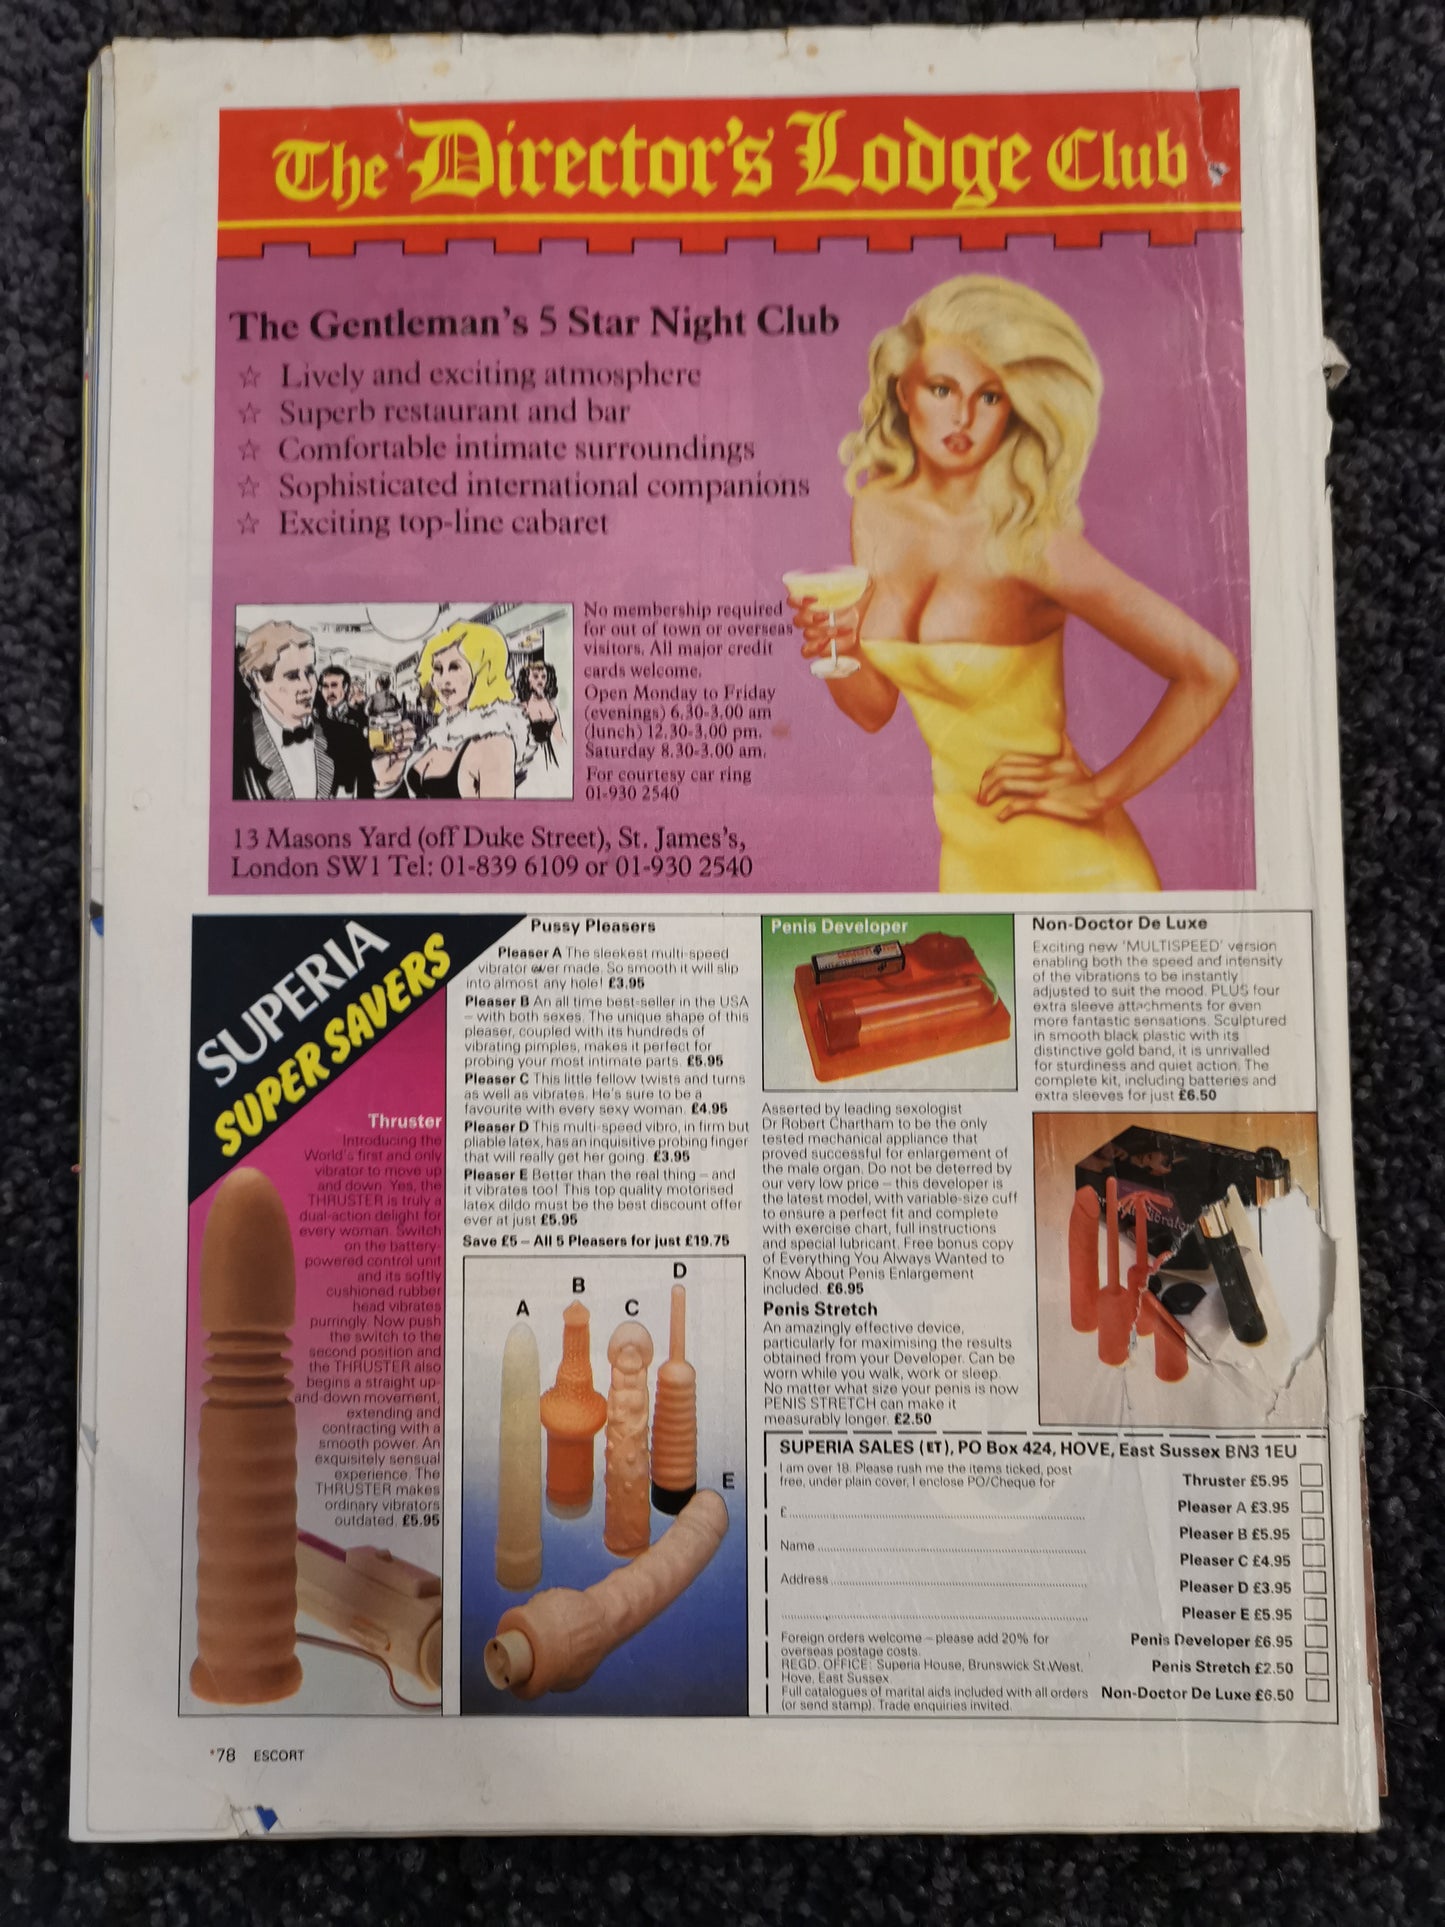 The Director's Lodge Club
The Gentleman's 5 Star Night Club
☆ Lively and exciting atmosphere
☆ Superb restaurant and bar
☆ Comfortable intimate surroundings
☆ Sophisticated international companions
☆ Exciting top-line cabaret
No membership required
for out of town or overseas
visitors. All major credit
cards welcome.
Open Monday to Friday
(evenings) 6.30-3.00 am
(lunch) 12.30-3.00 pm.
Saturday 8.30-3.00 am.
For courtesy car ring
01-930 2540
13 Masons Yard (off Duke Street), St. James's,
London SW1 Tel: 01-839 6109 or 01-930 2540
SUPERIA
SUPER SAVERS
Thruster
Introducing the
World's first and only
vibrator to move up
and down. Yes, the
THRUSTER is truly a
dual-action delight for
every woman. Switch
on the battery-
powered control unit
and its softly
cushioned rubber
head vibrates
purringly. Now push
the switch to the
second position and
the THRUSTER also
begins a straight up-
and-down movement,
extending and
contracting with a
smooth power. An
exquisitely sensual
experience. The
THRUSTER makes
ordinary vibrators
outdated. £5.95
Pussy Pleasers
Pleaser A The sleekest multi-speed
vibrator ever made. So smooth it will slip
into almost any hole! £3.95
Pleaser B An all time best-seller in the USA
– with both sexes. The unique shape of this
pleaser, coupled with its hundreds of
vibrating pimples, makes it perfect for
probing your most intimate parts. £5.95
Pleaser C This little fellow twists and turns
as well as vibrates. He's sure to be a
favourite with every sexy woman. £4.95
Pleaser D This multi-speed vibro, in firm but
pliable latex, has an inquisitive probing finger
that will really get her going. £3.95
Pleaser E Better than the real thing – and
it vibrates too! This top quality motorised
latex dildo must be the best discount offer
ever at just £5.95
Save £5 – All 5 Pleasers for just £19.75
A
B
C
D
E
Penis Developer
Asserted by leading sexologist
Dr Robert Chartham to be the only
tested mechanical appliance that
proved successful for enlargement of
the male organ. Do not be deterred by
our very low price – this developer is
the latest model, with variable-size cuff
to ensure a perfect fit and complete
with exercise chart, full instructions
and special lubricant. Free bonus copy
of Everything You Always Wanted to
Know About Penis Enlargement
included. £6.95
Penis Stretch
An amazingly effective device,
particularly for maximising the results
obtained from your Developer. Can be
worn while you walk, work or sleep.
No matter what size your penis is now
PENIS STRETCH can make it
measurably longer. £2.50
Non-Doctor De Luxe
Exciting new 'MULTISPEED' version
enabling both the speed and intensity
of the vibrations to be instantly
adjusted to suit the mood. PLUS four
extra sleeve attachments for even
more fantastic sensations. Sculptured
in smooth black plastic with its
distinctive gold band, it is unrivalled
for sturdiness and quiet action. The
complete kit, including batteries and
extra sleeves for just £6.50
SUPERIA SALES (ET), PO Box 424, HOVE, East Sussex BN3 1EU
I am over 18. Please rush me the items ticked, post
free, under plain cover, I enclose PO/Cheque for
£
Name
Address
Foreign orders welcome – please add 20% for
overseas postage costs.
REGD. OFFICE: Superia House, Brunswick St. West,
Hove, East Sussex.
Full catalogues of marital aids included with all orders
(or send stamp). Trade enquiries invited.
Thruster £5.95
Pleaser A £3.95
Pleaser B £5.95
Pleaser C £4.95
Pleaser D £3.95
Pleaser E £5.95
Penis Developer £6.95
Penis Stretch £2.50
Non-Doctor De Luxe £6.50
*78 ESCORT